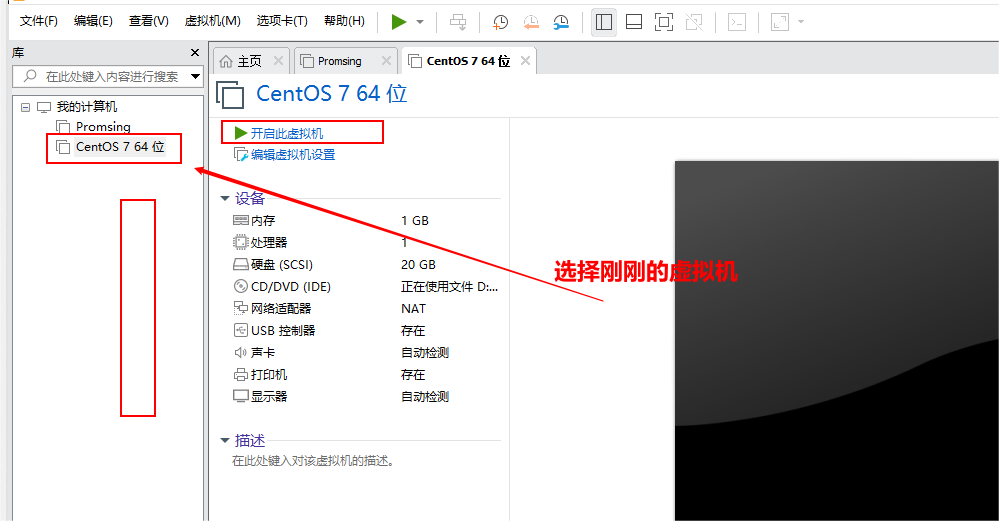 文件(F) 编辑(E) 查看(V) 虚拟机(M) 选项卡(T) 帮助(H)
库
在此处键入内容进行搜索
我的计算机
Promsing
CentOS 7 64 位
主页 Promsing CentOS 7 64 位
CentOS 7 64 位
开启此虚拟机
编辑虚拟机设置
设备
内存 1 GB
处理器 1
硬盘 (SCSI) 20 GB
CD/DVD (IDE) 正在使用文件 D:...
网络适配器 NAT
USB 控制器 存在
声卡 自动检测
打印机 存在
显示器 自动检测
选择刚刚的虚拟机
描述
在此处键入对该虚拟机的描述。